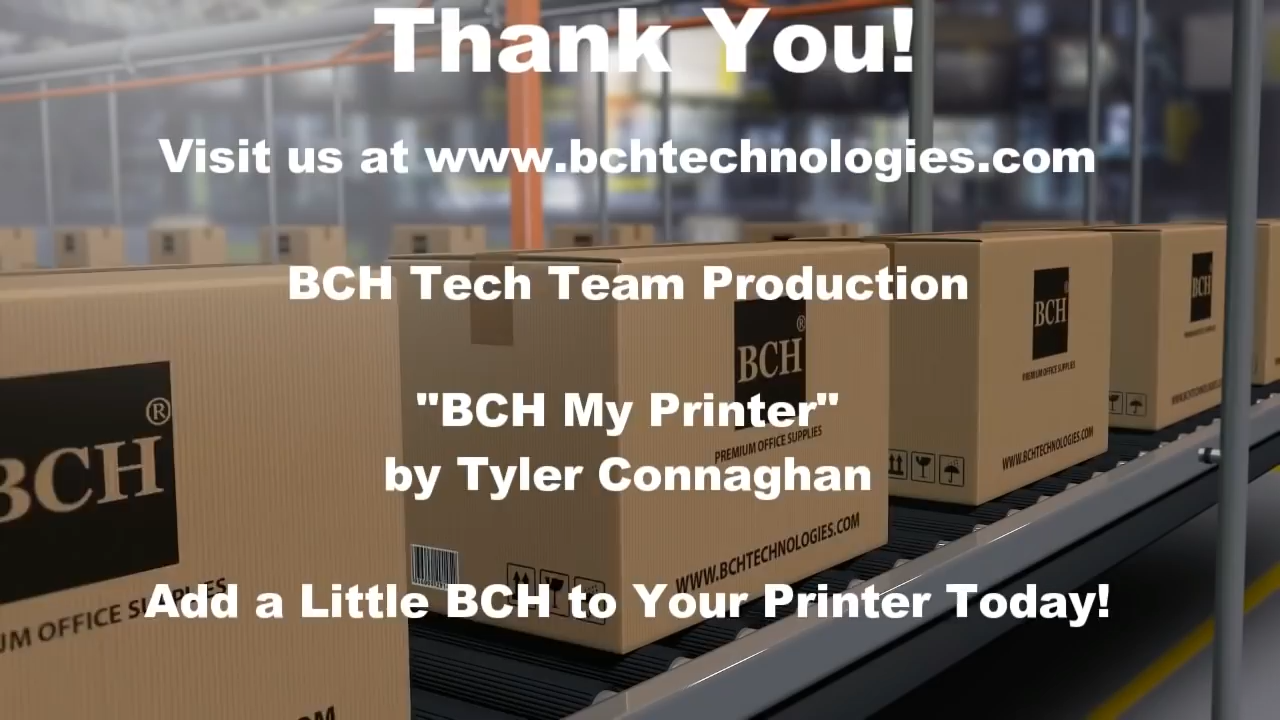 Thank You!
Visit us at www.bchtechnologies.com
BCH Tech Team Production
"BCH My Printer"
by Tyler Connaghan
Add a Little BCH to Your Printer Today!
BCH®
OFFICE SUPPLIES
BCH®
PREMIUM OFFICE SUPPLIES
WWW.BCHTECHNOLOGIES.COM
BCH®
PREMIUM OFFICE SUPPLIES
WWW.BCHTECHNOLOGIES.COM
BCH